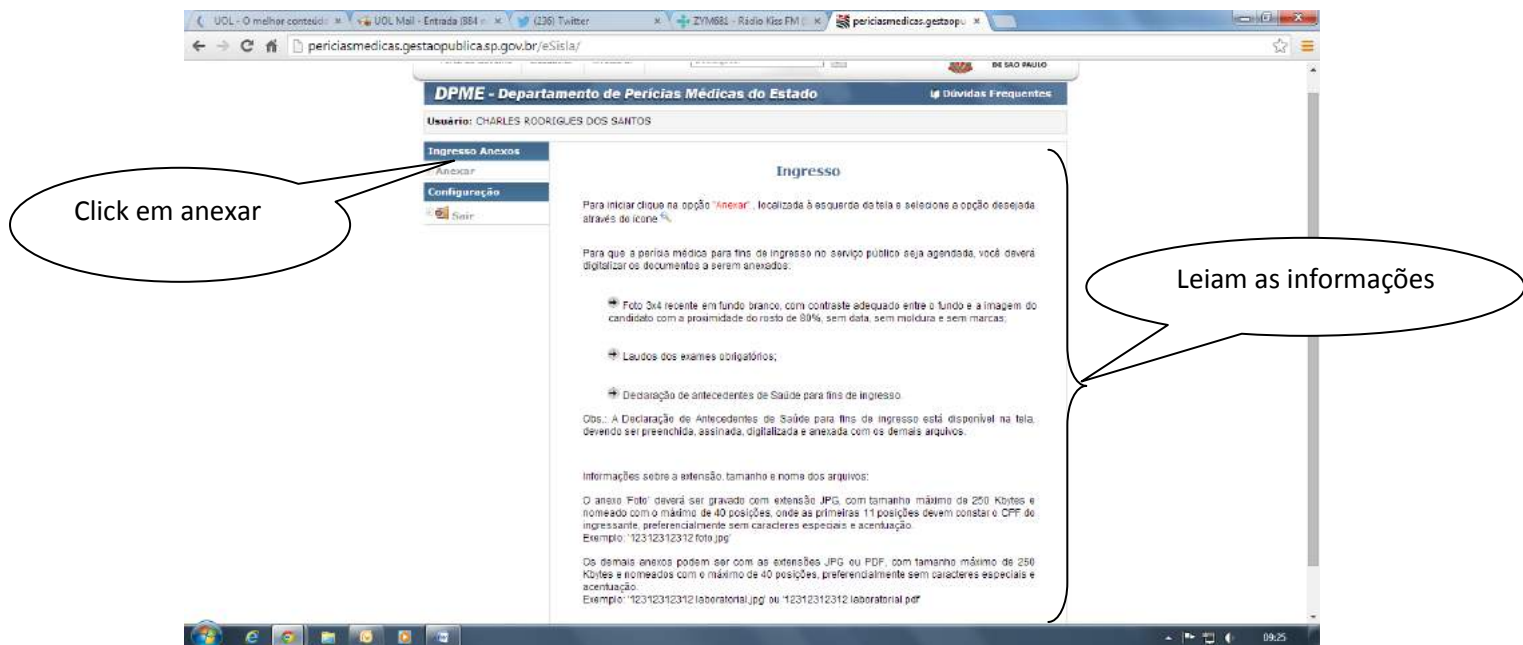 UOL - O melhor conteúdo
UOL Mail - Entrada (884
(236) Twitter
ZYM681 - Rádio Kiss FM
periciasmedicas.gestaopu
periciasmedicas.gestaopublica.sp.gov.br/eSisla/
DE SÃO PAULO
DPME - Departamento de Perícias Médicas do Estado
Dúvidas Frequentes
Usuário: CHARLES RODRIGUES DOS SANTOS
Ingresso Anexos
Anexar
Configuração
Sair
Click em anexar
Leiam as informações
Ingresso
Para iniciar clique na opção "Anexar" , localizada à esquerda da tela e selecione a opção desejada
através do ícone
Para que a perícia médica para fins de ingresso no serviço público seja agendada, você deverá
digitalizar os documentos a serem anexados:
Foto 3x4 recente em fundo branco, com contraste adequado entre o fundo e a imagem do
candidato com a proximidade do rosto de 80%, sem data, sem moldura e sem marcas;
Laudos dos exames obrigatórios;
Declaração de antecedentes de Saúde para fins de ingresso.
Obs.: A Declaração de Antecedentes de Saúde para fins de ingresso está disponível na tela,
devendo ser preenchida, assinada, digitalizada e anexada com os demais arquivos.
Informações sobre a extensão, tamanho e nome dos arquivos:
O anexo 'Foto' deverá ser gravado com extensão JPG, com tamanho máximo de 250 Kbytes e
nomeado com o máximo de 40 posições, onde as primeiras 11 posições devem constar o CPF do
ingressante, preferencialmente sem caracteres especiais e acentuação.
Exemplo: '12312312312 foto.jpg'
Os demais anexos podem ser com as extensões JPG ou PDF, com tamanho máximo de 250
Kbytes e nomeados com o máximo de 40 posições, preferencialmente sem caracteres especiais e
acentuação.
Exemplo: '12312312312 laboratorial.jpg' ou '12312312312 laboratorial.pdf'
09:25